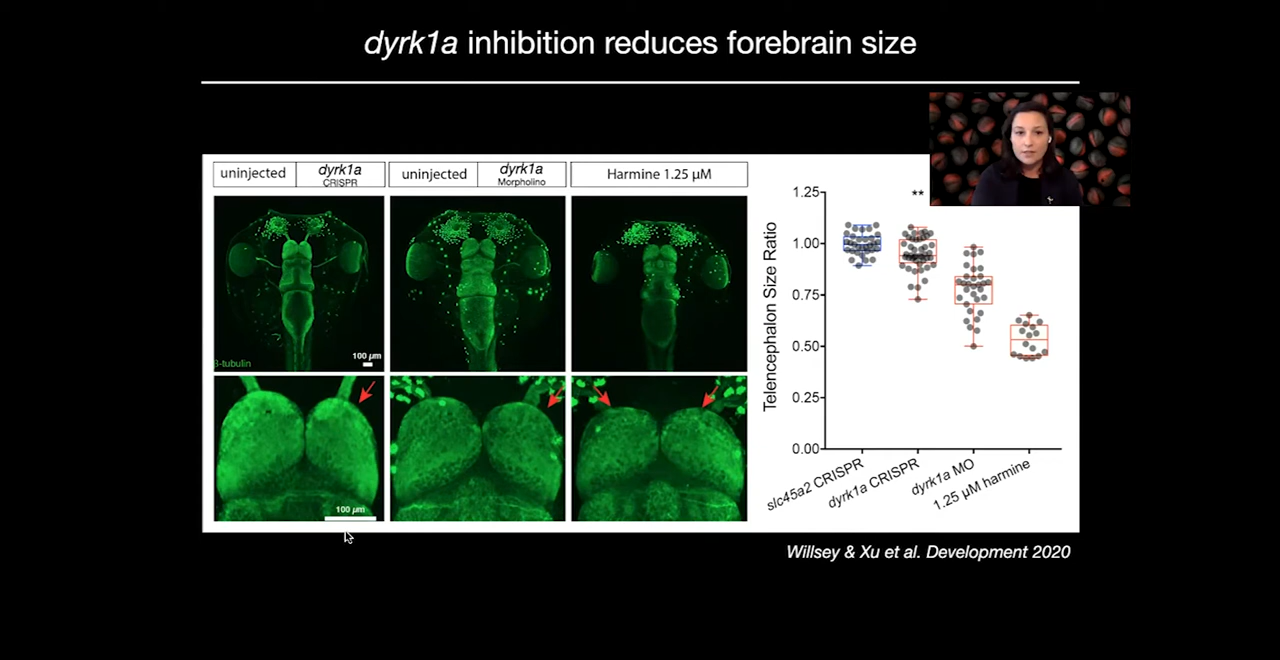 dyrk1a inhibition reduces forebrain size
uninjected
dyrk1a
CRISPR
uninjected
dyrk1a
Morpholino
Harmine 1.25 µM
β-tubulin
100 µm
100 µm
**
Telencephalon Size Ratio
1.25
1.00
0.75
0.50
0.25
0.00
slc45a2 CRISPR
dyrk1a CRISPR
dyrk1a MO
1.25 µM harmine
Willsey & Xu et al. Development 2020